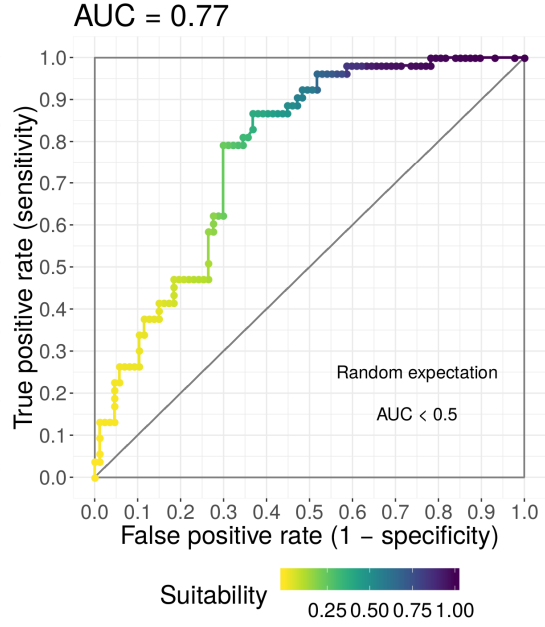 AUC = 0.77
True positive rate (sensitivity)
1.0
0.9
0.8
0.7
0.6
0.5
0.4
0.3
0.2
0.1
0.0
Random expectation
AUC < 0.5
0.0 0.1 0.2 0.3 0.4 0.5 0.6 0.7 0.8 0.9 1.0
False positive rate (1 − specificity)
Suitability
0.25 0.50 0.75 1.00